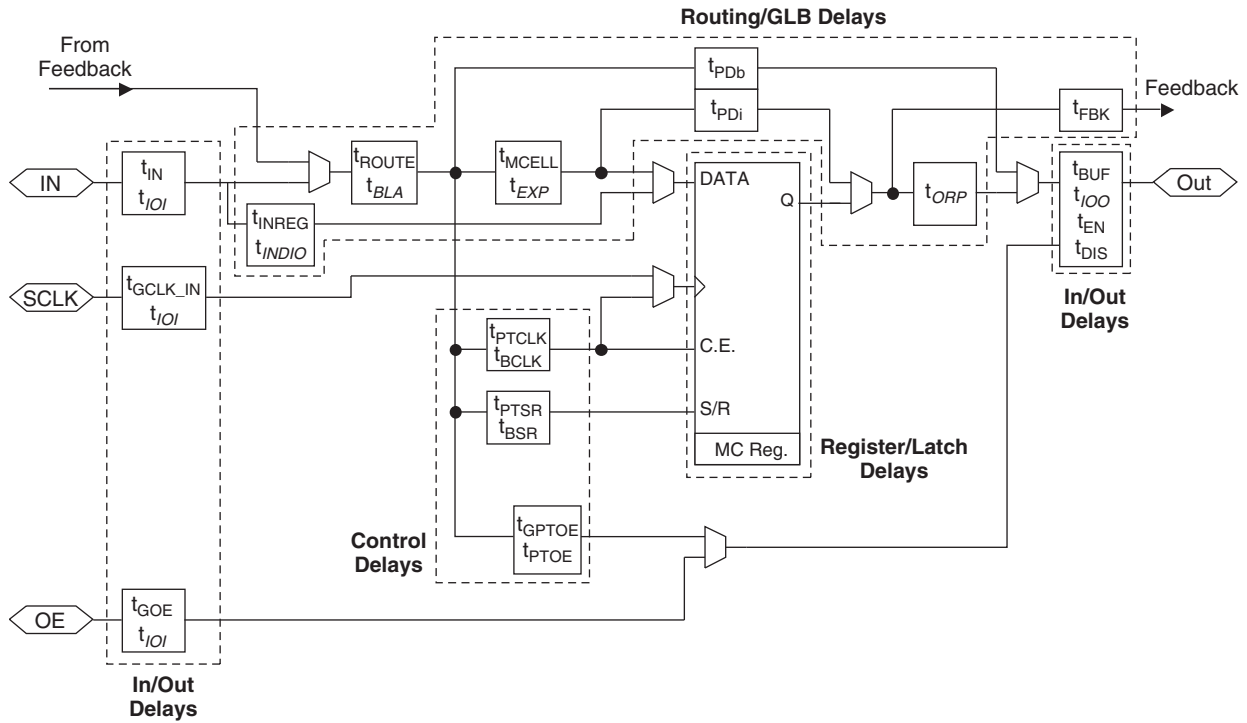 Routing/GLB Delays
From
Feedback
tPDb
tPDi
Feedback
tFBK
IN
tIN
tIOI
tROUTE
tBLA
tMCELL
tEXP
DATA
Q
tORP
tBUF
tIOO
tEN
tDIS
Out
tINREG
tINDIO
SCLK
tGCLK_IN
tIOI
In/Out
Delays
tPTCLK
tBCLK
C.E.
tPTSR
tBSR
S/R
MC Reg.
Register/Latch
Delays
Control
Delays
tGPTOE
tPTOE
OE
tGOE
tIOI
In/Out
Delays